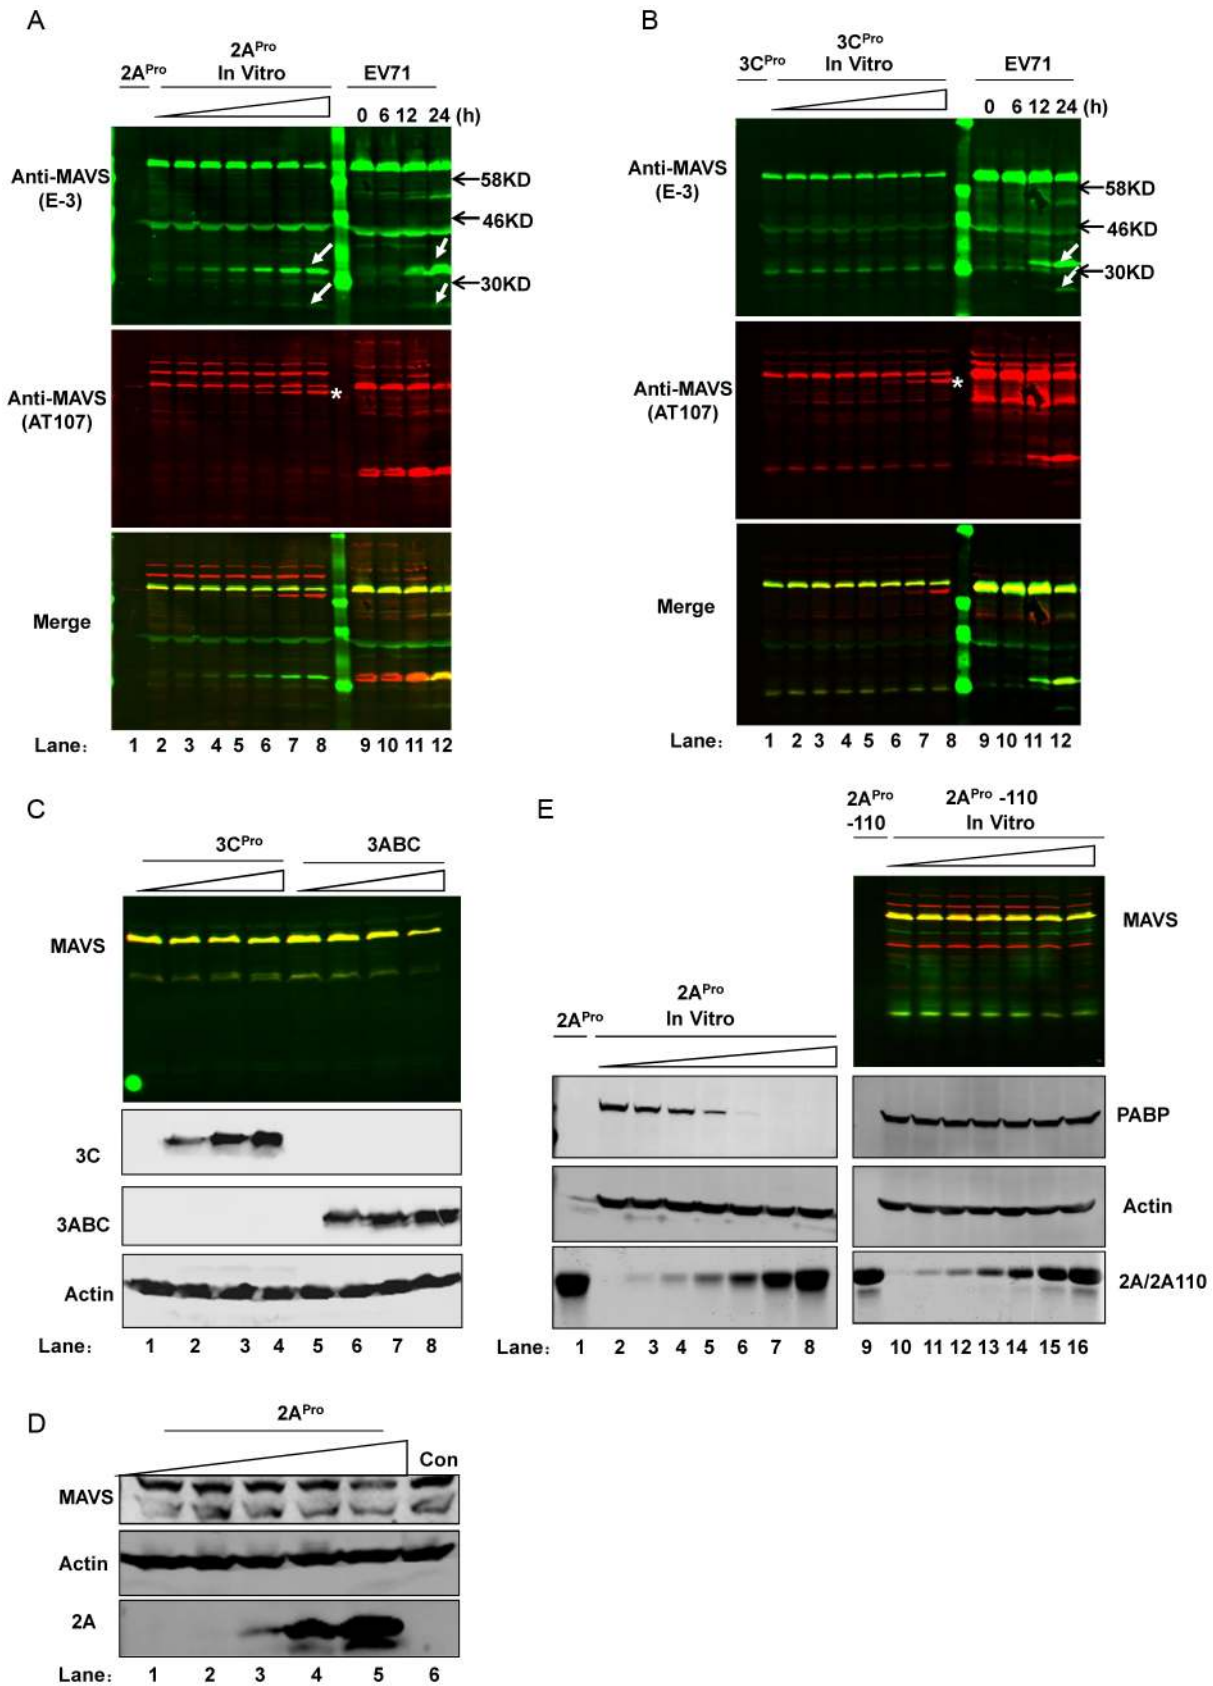 A
2APro
2APro
In Vitro
EV71
0 6 12 24 (h)
Anti-MAVS
(E-3)
58KD
46KD
30KD
Anti-MAVS
(AT107)
*
Merge
Lane: 1 2 3 4 5 6 7 8 9 10 11 12
B
3CPro
3CPro
In Vitro
EV71
0 6 12 24 (h)
Anti-MAVS
(E-3)
58KD
46KD
30KD
Anti-MAVS
(AT107)
*
Merge
Lane: 1 2 3 4 5 6 7 8 9 10 11 12
C
3CPro 3ABC
MAVS
3C
3ABC
Actin
Lane: 1 2 3 4 5 6 7 8
E
2APro
-110
2APro -110
In Vitro
MAVS
2APro
2APro
In Vitro
PABP
Actin
2A/2A110
Lane: 1 2 3 4 5 6 7 8 9 10 11 12 13 14 15 16
D
2APro
Con
MAVS
Actin
2A
Lane: 1 2 3 4 5 6